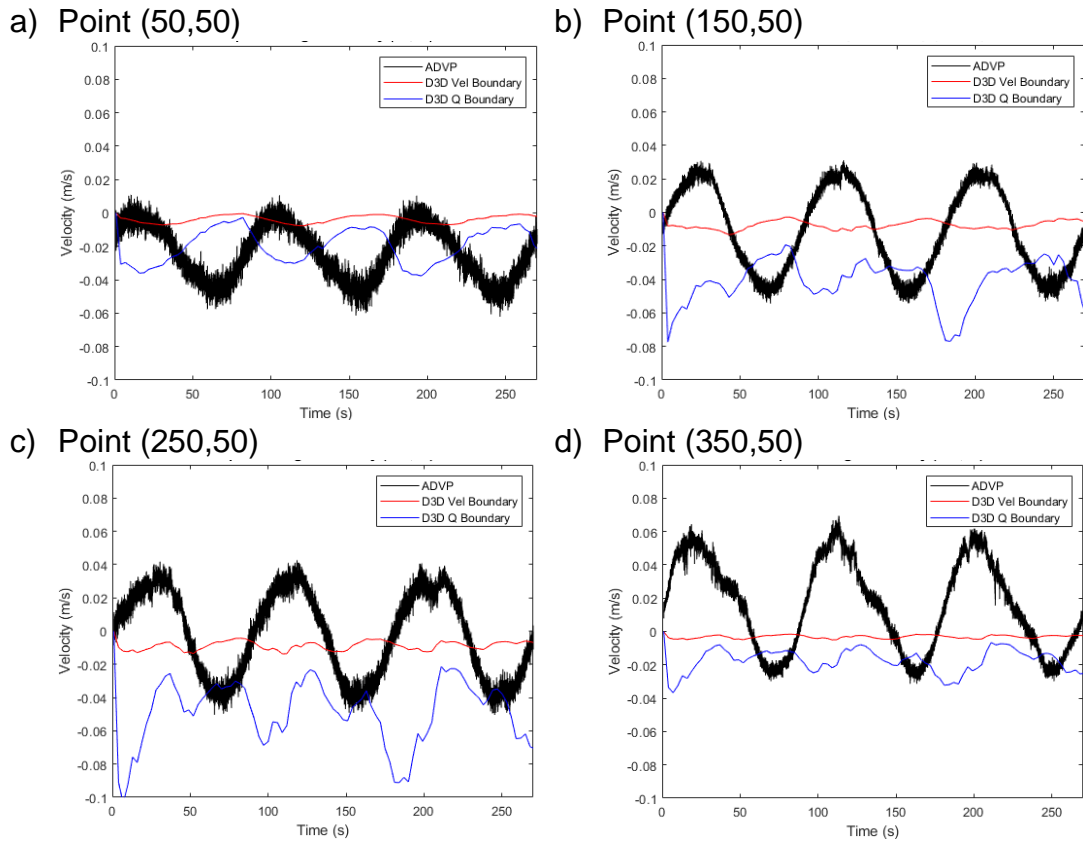 a) Point (50,50)
0.1
0.08
0.06
0.04
0.02
0
-0.02
-0.04
-0.06
-0.08
-0.1
Velocity (m/s)
ADVP
D3D Vel Boundary
D3D Q Boundary
0 50 100 150 200 250
Time (s)
b) Point (150,50)
0.1
0.08
0.06
0.04
0.02
0
-0.02
-0.04
-0.06
-0.08
-0.1
Velocity (m/s)
ADVP
D3D Vel Boundary
D3D Q Boundary
0 50 100 150 200 250
Time (s)
c) Point (250,50)
0.1
0.08
0.06
0.04
0.02
0
-0.02
-0.04
-0.06
-0.08
-0.1
Velocity (m/s)
ADVP
D3D Vel Boundary
D3D Q Boundary
0 50 100 150 200 250
Time (s)
d) Point (350,50)
0.1
0.08
0.06
0.04
0.02
0
-0.02
-0.04
-0.06
-0.08
-0.1
Velocity (m/s)
ADVP
D3D Vel Boundary
D3D Q Boundary
0 50 100 150 200 250
Time (s)